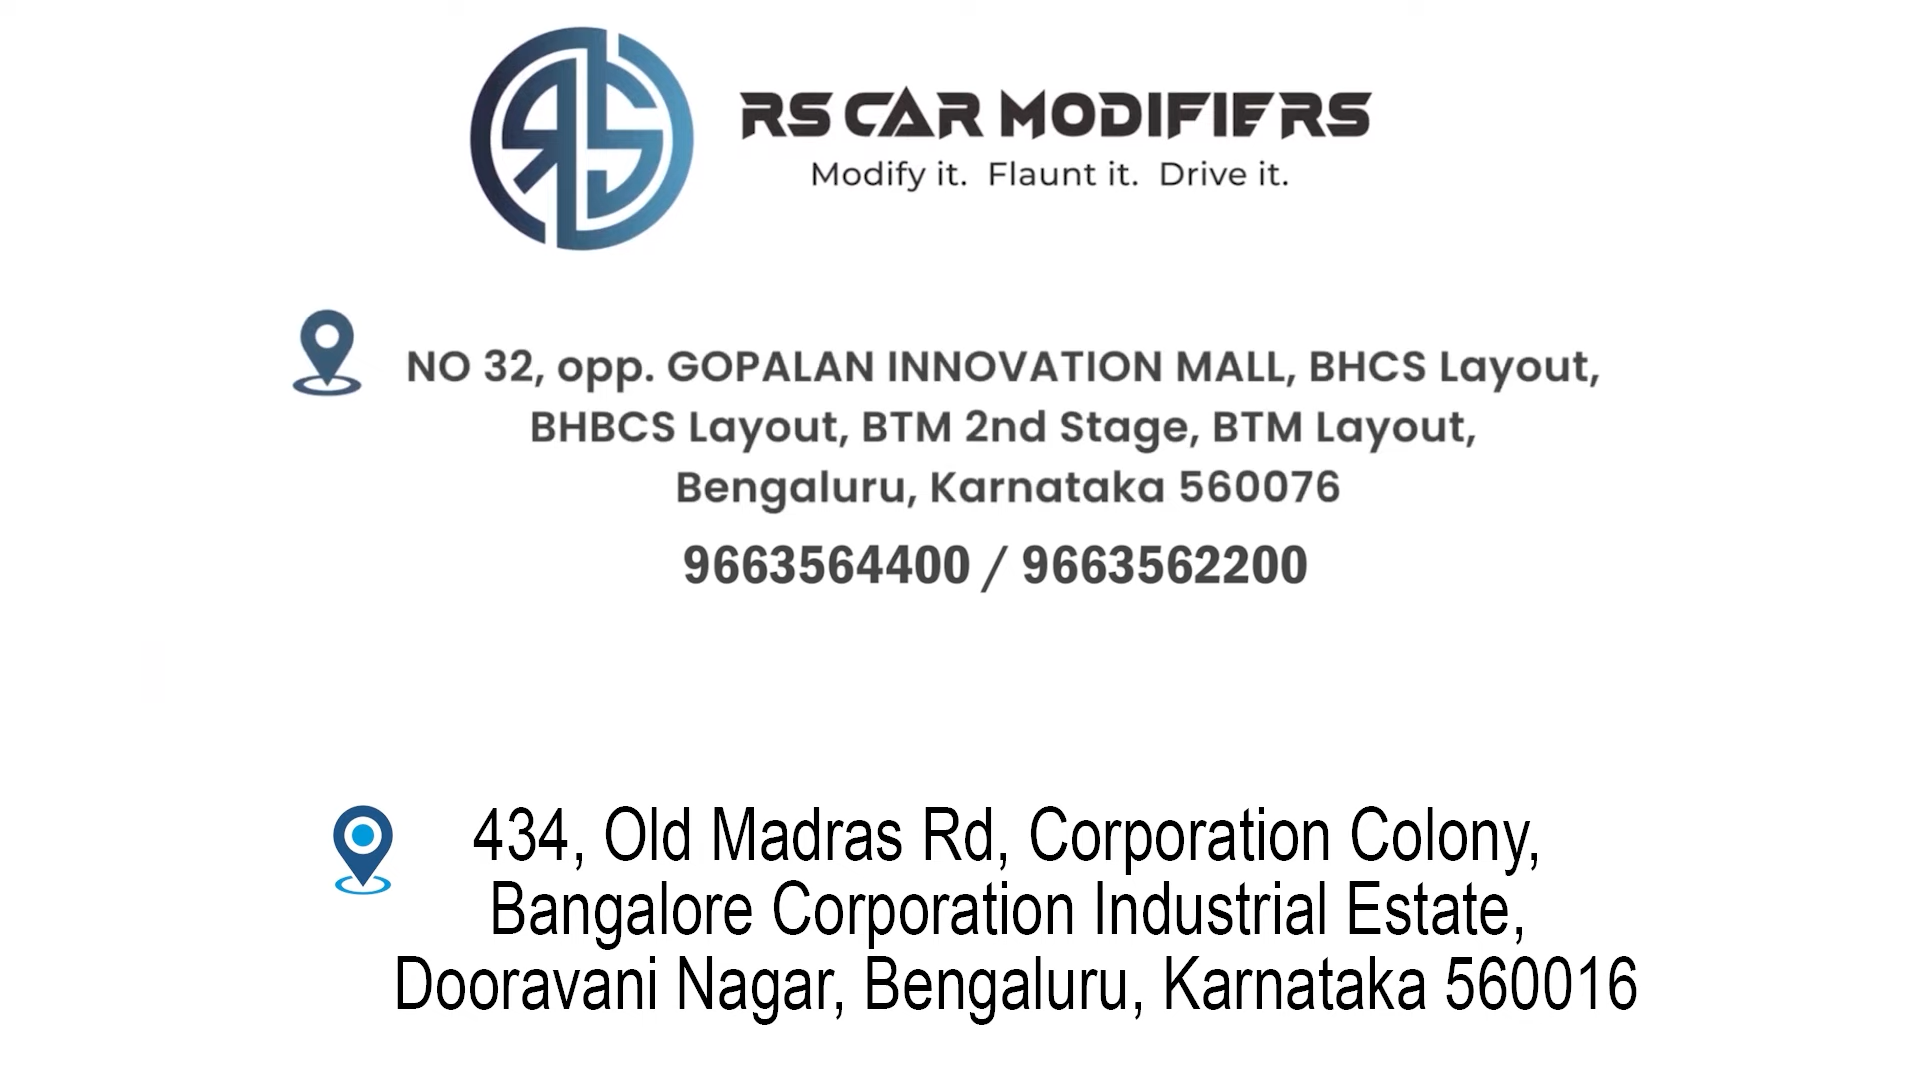 RS
RS CAR MODIFIERS
Modify it. Flaunt it. Drive it.
NO 32, opp. GOPALAN INNOVATION MALL, BHCS Layout,
BHBCS Layout, BTM 2nd Stage, BTM Layout,
Bengaluru, Karnataka 560076
9663564400 / 9663562200
434, Old Madras Rd, Corporation Colony,
Bangalore Corporation Industrial Estate,
Dooravani Nagar, Bengaluru, Karnataka 560016